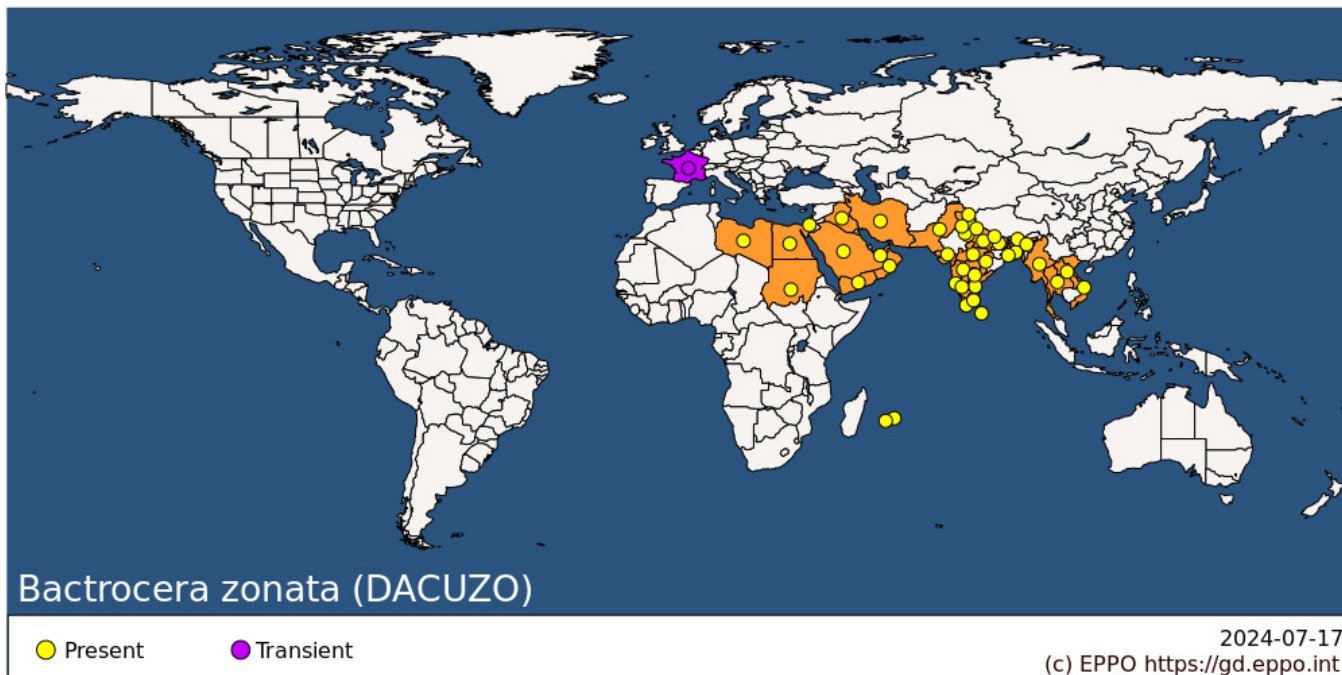 Bactrocera zonata (DACUZO)
Present
Transient
2024-07-17
(c) EPPO https://gd.eppo.int